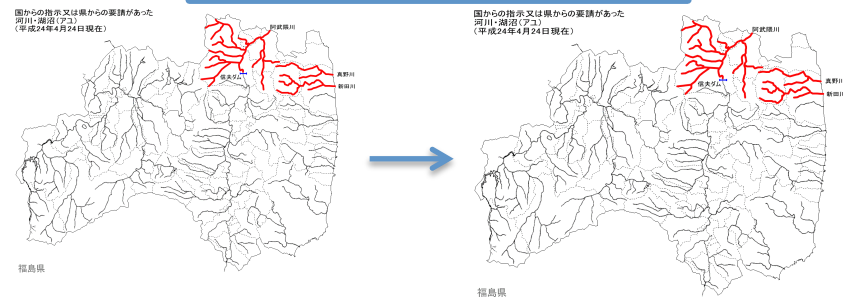 国からの指示又は県からの要請があった
河川・湖沼（アユ）
（平成24年4月24日現在）
阿武隈川
信夫ダム
真野川
新田川
福島県
国からの指示又は県からの要請があった
河川・湖沼（アユ）
（平成24年4月24日現在）
阿武隈川
信夫ダム
真野川
新田川
福島県